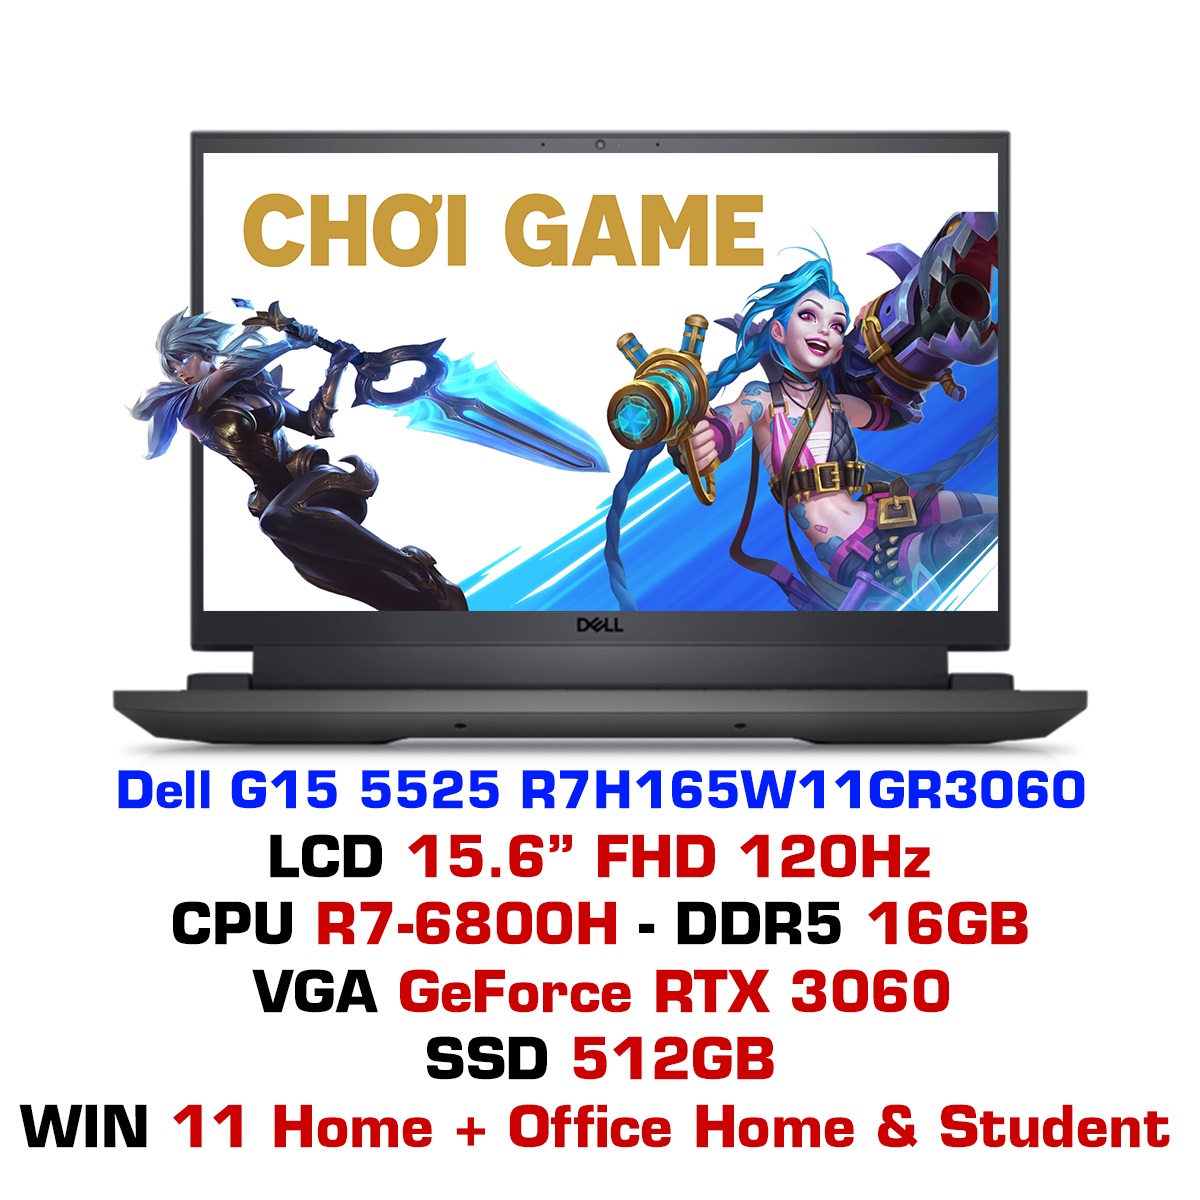 CHƠI GAME
DELL
Dell G15 5525 R7H165W11GR3060
LCD 15.6” FHD 120Hz
CPU R7-6800H - DDR5 16GB
VGA GeForce RTX 3060
SSD 512GB
WIN 11 Home + Office Home & Student